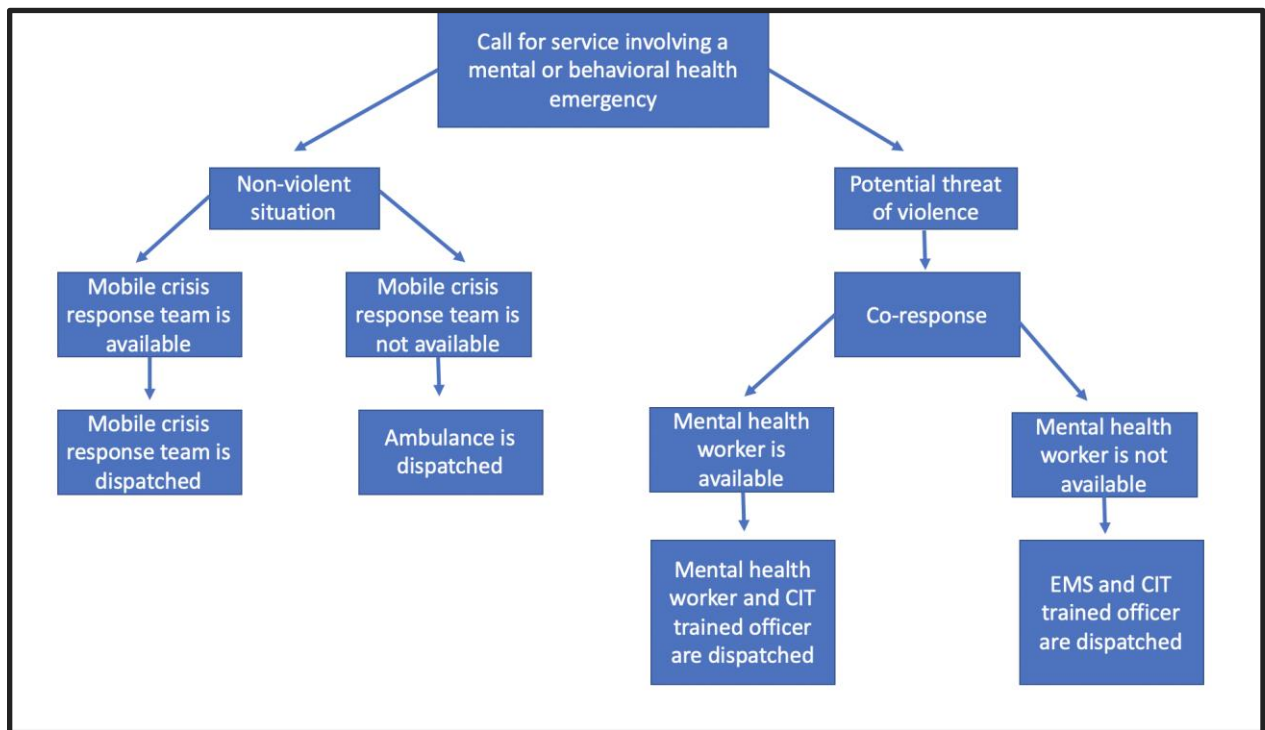 Call for service involving a
mental or behavioral health
emergency
Non-violent
situation
Potential threat
of violence
Mobile crisis
response team is
available
Mobile crisis
response team is
not available
Co-response
Mobile crisis
response team is
dispatched
Ambulance is
dispatched
Mental health
worker is
available
Mental health
worker is not
available
Mental health
worker and CIT
trained officer
are dispatched
EMS and CIT
trained officer
are dispatched